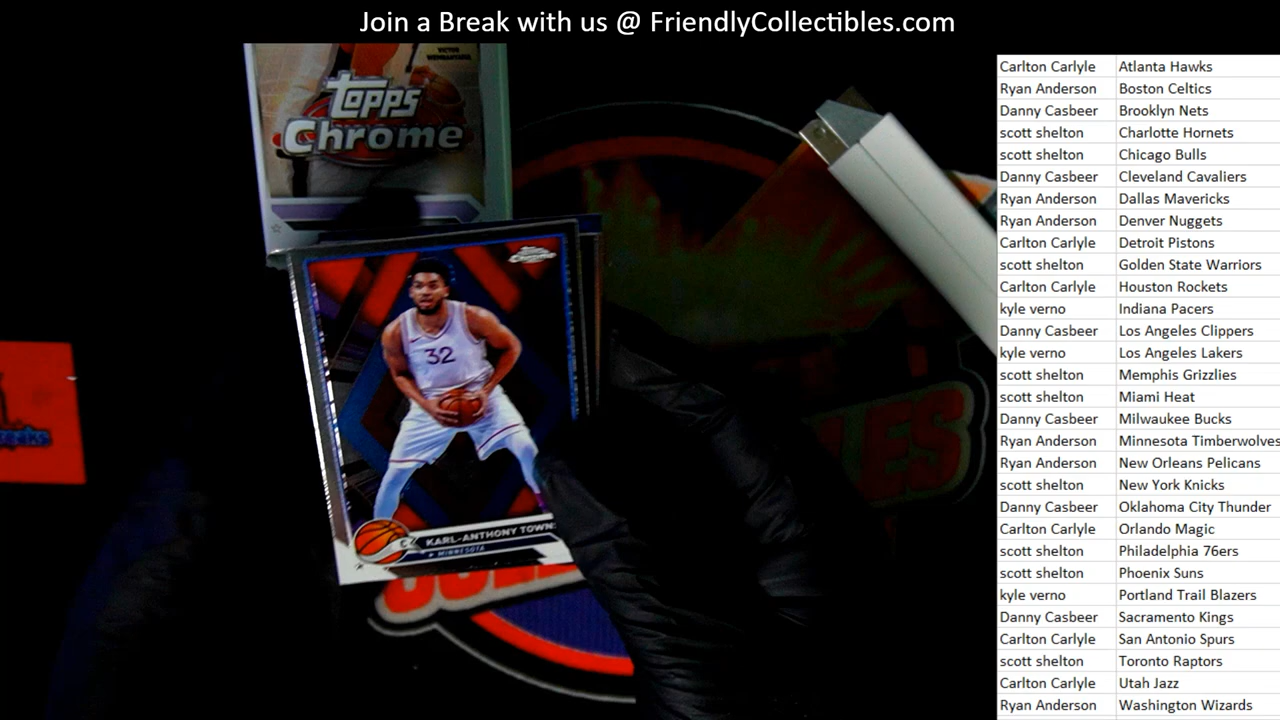 Join a Break with us @ FriendlyCollectibles.com
topps
Chrome
Chrome
32
KARL-ANTHONY TOWNS
MINNESOTA
Carlton Carlyle Atlanta Hawks
Ryan Anderson Boston Celtics
Danny Casbeer Brooklyn Nets
scott shelton Charlotte Hornets
scott shelton Chicago Bulls
Danny Casbeer Cleveland Cavaliers
Ryan Anderson Dallas Mavericks
Ryan Anderson Denver Nuggets
Carlton Carlyle Detroit Pistons
scott shelton Golden State Warriors
Carlton Carlyle Houston Rockets
kyle verno Indiana Pacers
Danny Casbeer Los Angeles Clippers
kyle verno Los Angeles Lakers
scott shelton Memphis Grizzlies
scott shelton Miami Heat
Danny Casbeer Milwaukee Bucks
Ryan Anderson Minnesota Timberwolves
Ryan Anderson New Orleans Pelicans
scott shelton New York Knicks
Danny Casbeer Oklahoma City Thunder
Carlton Carlyle Orlando Magic
scott shelton Philadelphia 76ers
scott shelton Phoenix Suns
kyle verno Portland Trail Blazers
Danny Casbeer Sacramento Kings
Carlton Carlyle San Antonio Spurs
scott shelton Toronto Raptors
Carlton Carlyle Utah Jazz
Ryan Anderson Washington Wizards